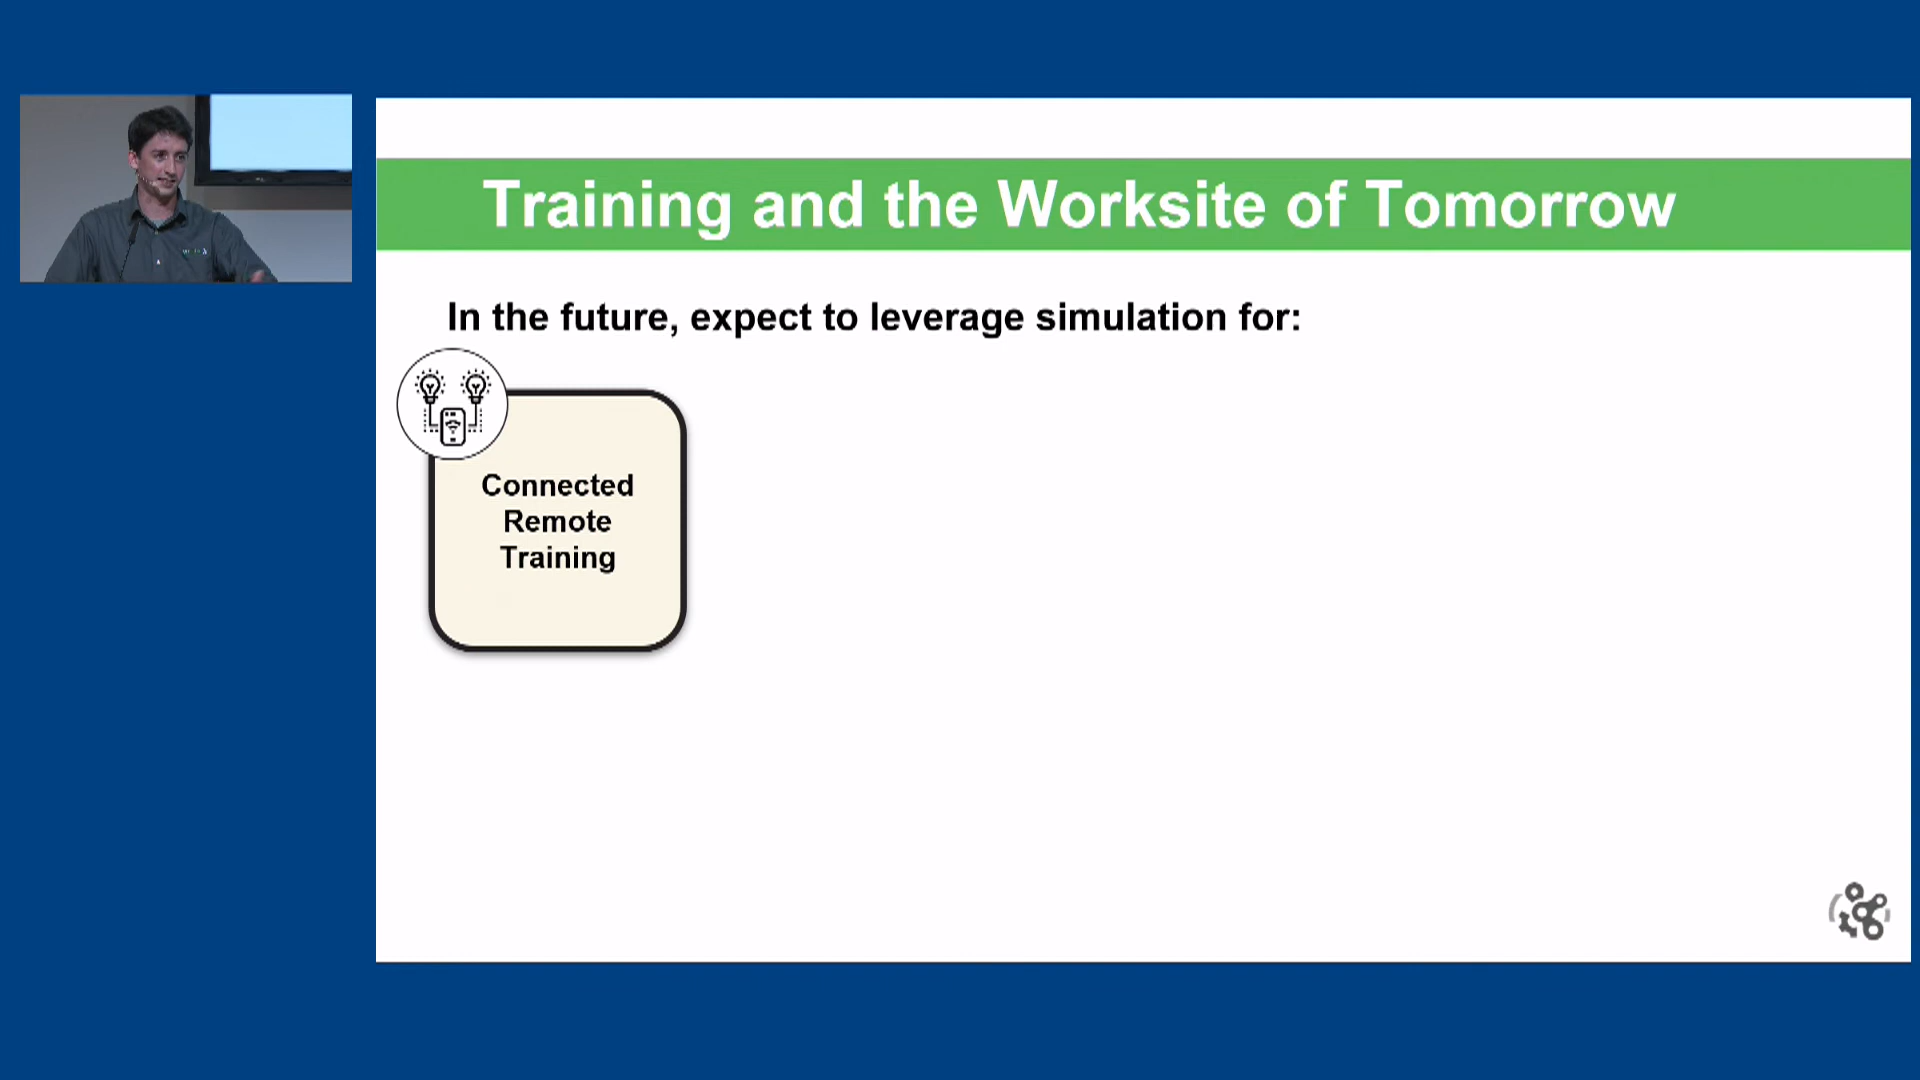 Training and the Worksite of Tomorrow
In the future, expect to leverage simulation for:
Connected
Remote
Training